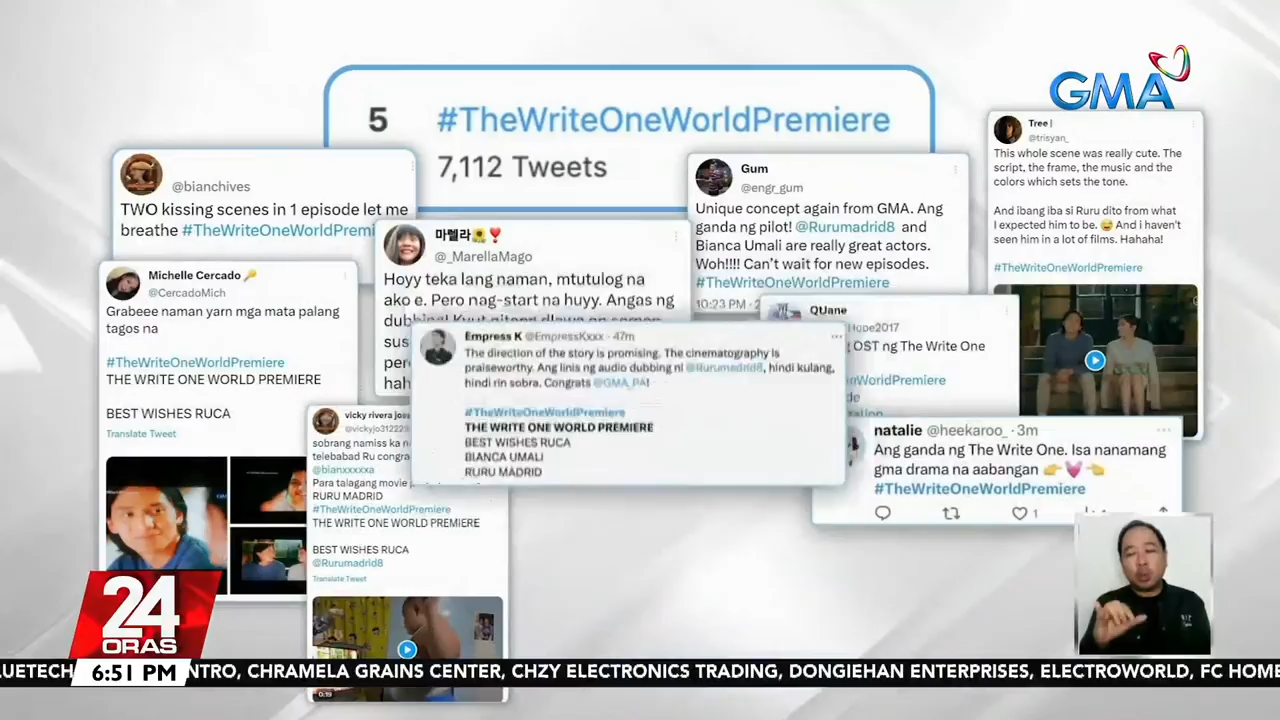 5 #TheWriteOneWorldPremiere
7,112 Tweets
GMA
@bianchives
TWO kissing scenes in 1 episode let me
breathe #TheWriteOneWorldPremi
마렐라🌻❣️
@_MarellaMago
Hoyy teka lang naman, mtutulog na
ako e. Pero nag-start na huyy. Angas ng
sus
per
hah
Gum
@engr_gum
Unique concept again from GMA. Ang
ganda ng pilot! @Rurumadrid8 and
Bianca Umali are really great actors.
Woh!!!! Can't wait for new episodes.
#TheWriteOneWorldPremiere
10:23 PM
Tree |
@trisyan_
This whole scene was really cute. The
script, the frame, the music and the
colors which sets the tone.
And ibang iba si Ruru dito from what
I expected him to be. 😅 And i haven't
seen him in a lot of films. Hahaha!
#TheWriteOneWorldPremiere
Michelle Cercado 🔑
@CercadoMich
Grabeee naman yarn mga mata palang
tagos na
#TheWriteOneWorldPremiere
THE WRITE ONE WORLD PREMIERE
BEST WISHES RUCA
Translate Tweet
Empress K @EmpressKxxx · 47m
The direction of the story is promising. The cinematography is
praiseworthy. Ang linis ng audio dubbing ni @Rurumadrid8, hindi kulang,
hindi rin sobra. Congrats @GMA_PA!
#TheWriteOneWorldPremiere
THE WRITE ONE WORLD PREMIERE
BEST WISHES RUCA
BIANCA UMALI
RURU MADRID
QUane
Hope2017
OST ng The Write One
WorldPremiere
vicky rivera jos
@vickyjo31222
sobrang namiss ka n
telebabad Ru congra
@bianxxxxxa
Para talagang movie
RURU MADRID
#TheWriteOneWorldPremiere
THE WRITE ONE WORLD PREMIERE
BEST WISHES RUCA
@Rurumadrid8
Translate Tweet
0:19
natalie @heekaroo_ · 3m
Ang ganda ng The Write One. Isa nanamang
gma drama na aabangan 👉💓👈
#TheWriteOneWorldPremiere
1
24
ORAS
6:51 PM
LUETECH NTRO, CHRAMELA GRAINS CENTER, CHZY ELECTRONICS TRADING, DONGIEHAN ENTERPRISES, ELECTROWORLD, FC HOME